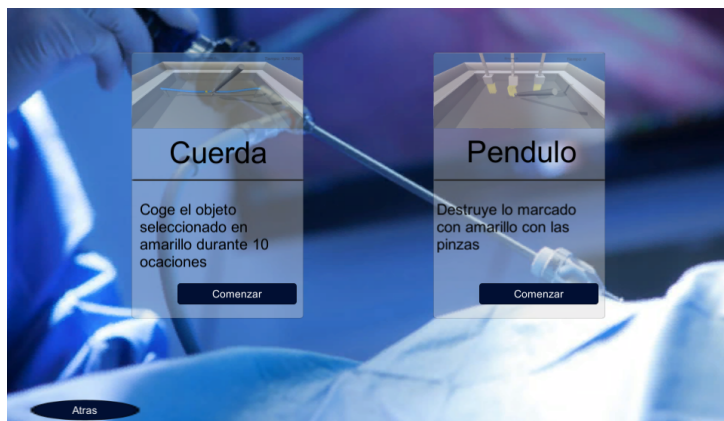 Cuerda
Coge el objeto
seleccionado en
amarillo durante 10
ocaciones
Comenzar
Pendulo
Destruye lo marcado
con amarillo con las
pinzas
Comenzar
Atras